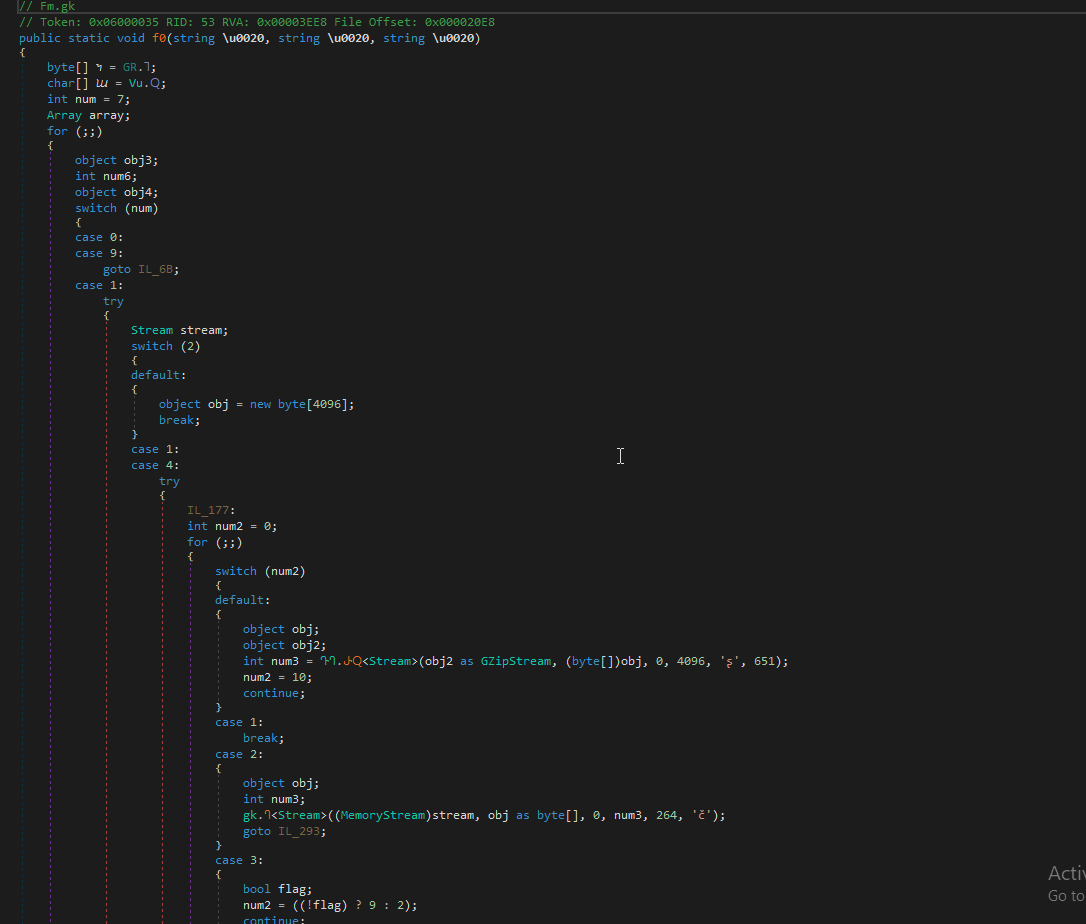 // Fm.gk
// Token: 0x06000035 RID: 53 RVA: 0x00003EE8 File Offset: 0x000020E8
public static void f0(string \u0020, string \u0020, string \u0020)
{
byte[] = GR.
char[] = Vu.
int num = 7;
Array array;
for (;;)
{
object obj3;
int num6;
object obj4;
switch (num)
{
case 0:
case 9:
goto IL_6B;
case 1:
try
{
Stream stream;
switch (2)
{
default:
{
object obj = new byte[4096];
break;
}
case 1:
case 4:
try
{
IL_177:
int num2 = 0;
for (;;)
{
switch (num2)
{
default:
{
object obj;
object obj2;
int num3 = <Stream>(obj2 as GZipStream, (byte[])obj, 0, 4096, 651);
num2 = 10;
continue;
}
case 1:
break;
case 2:
{
object obj;
int num3;
<Stream>((MemoryStream)stream, obj as byte[], 0, num3, 264, 'č');
goto IL_293;
}
case 3:
{
bool flag;
num2 = ((!flag) ? 9 : 2);
continue;
Activ
Go to